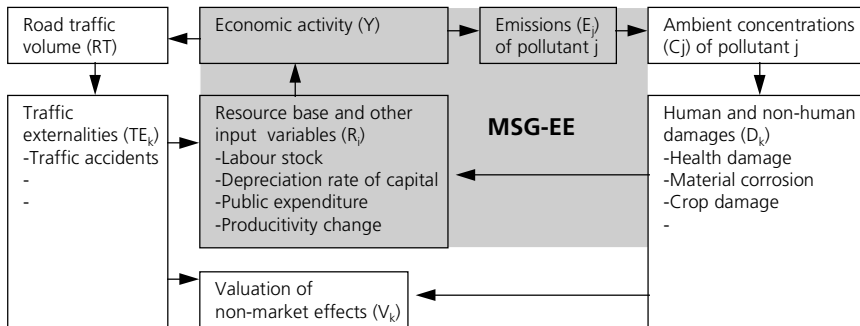 Road traffic
volume (RT)
Economic activity (Y)
Emissions (Ej)
of pollutant j
Ambient concentrations
(Cj) of pollutant j
Traffic
externalities (TEk)
-Traffic accidents
-
-
Resource base and other
input variables (Ri)
-Labour stock
-Depreciation rate of capital
-Public expenditure
-Producitivity change
MSG-EE
Human and non-human
damages (Dk)
-Health damage
-Material corrosion
-Crop damage
-
Valuation of
non-market effects (Vk)